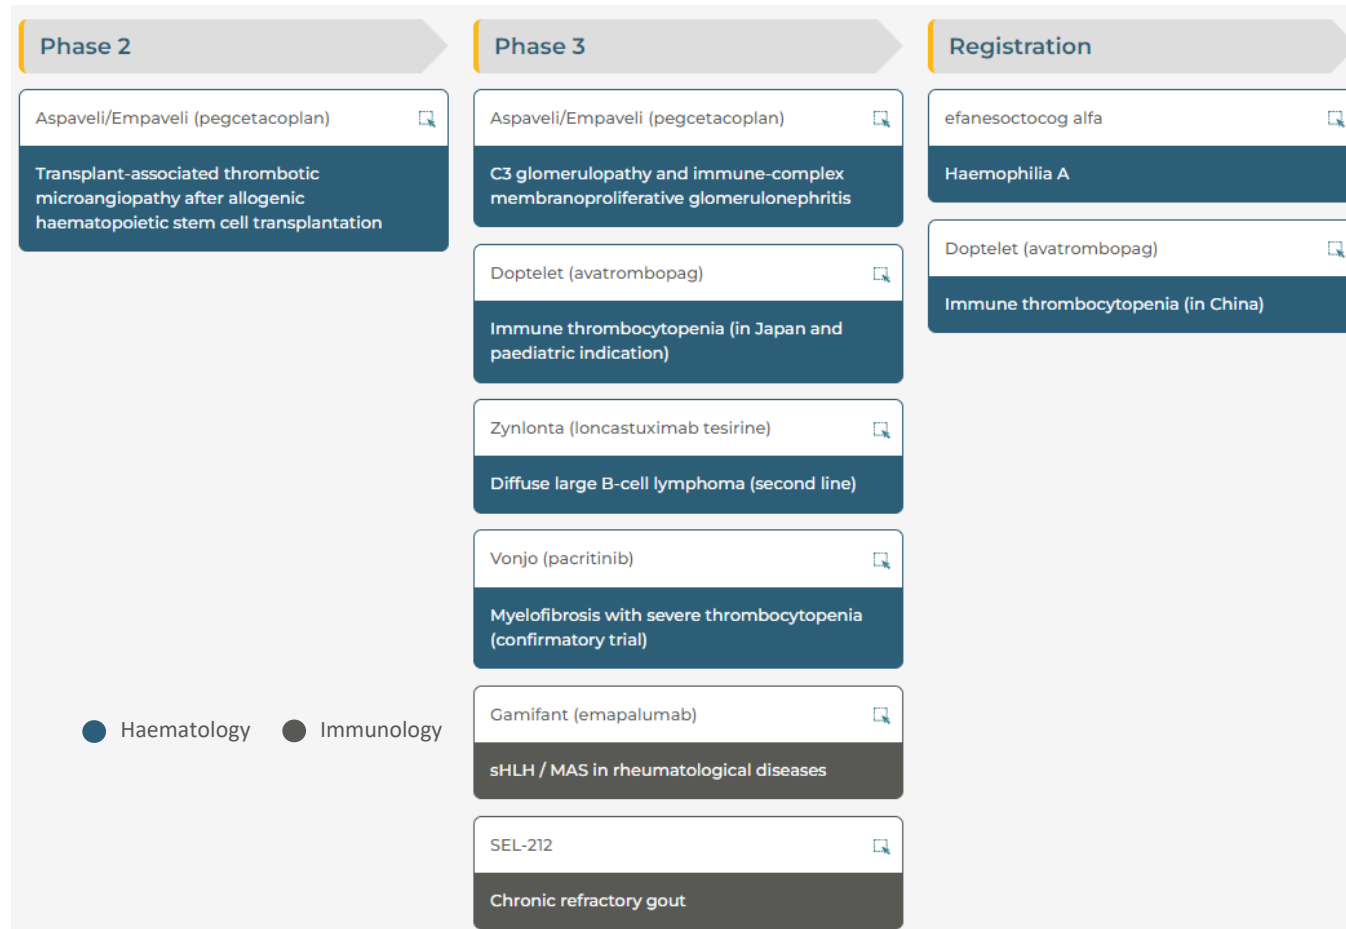 Phase 2
Aspaveli/Empaveli (pegcetacoplan)
Transplant-associated thrombotic
microangiopathy after allogenic
haematopoietic stem cell transplantation
Phase 3
Aspaveli/Empaveli (pegcetacoplan)
C3 glomerulopathy and immune-complex
membranoproliferative glomerulonephritis
Doptelet (avatrombopag)
Immune thrombocytopenia (in Japan and
paediatric indication)
Zynlonta (loncastuximab tesirine)
Diffuse large B-cell lymphoma (second line)
Vonjo (pacritinib)
Myelofibrosis with severe thrombocytopenia
(confirmatory trial)
Gamifant (emapalumab)
sHLH / MAS in rheumatological diseases
SEL-212
Chronic refractory gout
Registration
efanesoctocog alfa
Haemophilia A
Doptelet (avatrombopag)
Immune thrombocytopenia (in China)
Haematology
Immunology